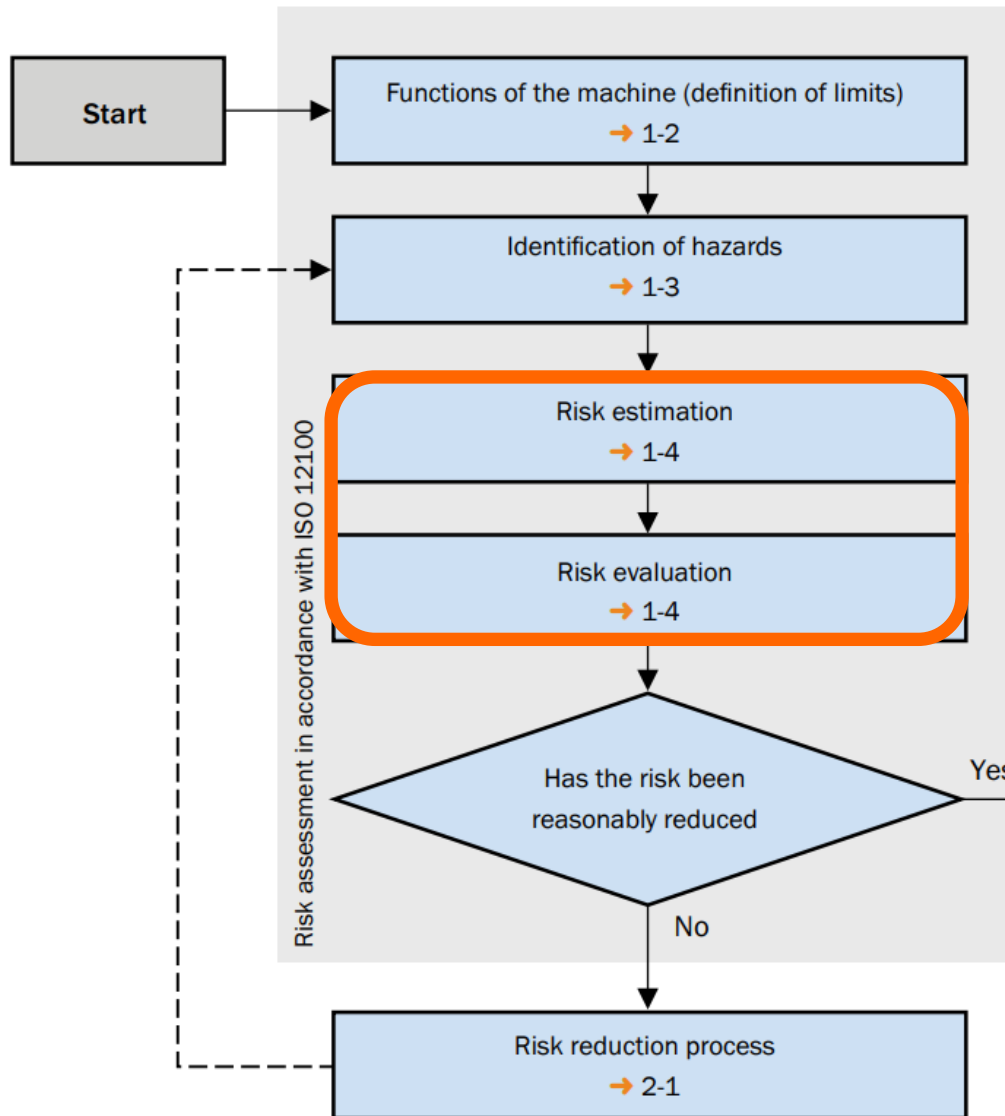 Start
Functions of the machine (definition of limits)
➔ 1-2
Identification of hazards
➔ 1-3
Risk estimation
➔ 1-4
Risk evaluation
➔ 1-4
Risk assessment in accordance with ISO 12100
Has the risk been
reasonably reduced
Yes
No
Risk reduction process
➔ 2-1